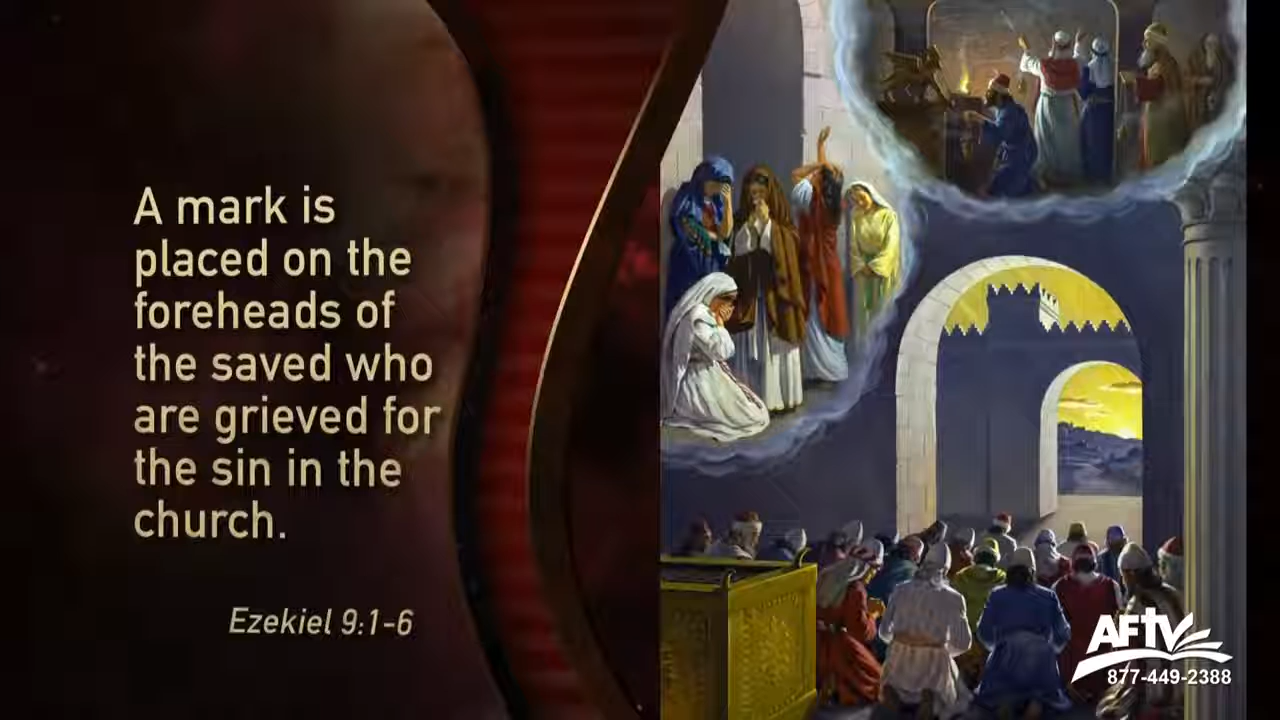 A mark is
placed on the
foreheads of
the saved who
are grieved for
the sin in the
church.
Ezekiel 9:1-6
AFTV
877-449-2388